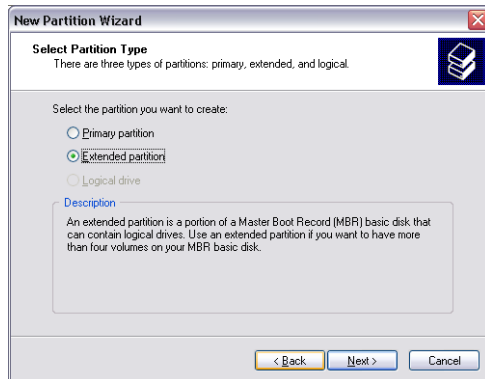 New Partition Wizard
Select Partition Type
There are three types of partitions: primary, extended, and logical.
Select the partition you want to create:
Primary partition
Extended partition
Logical drive
Description
An extended partition is a portion of a Master Boot Record (MBR) basic disk that
can contain logical drives. Use an extended partition if you want to have more
than four volumes on your MBR basic disk.
< Back Next > Cancel